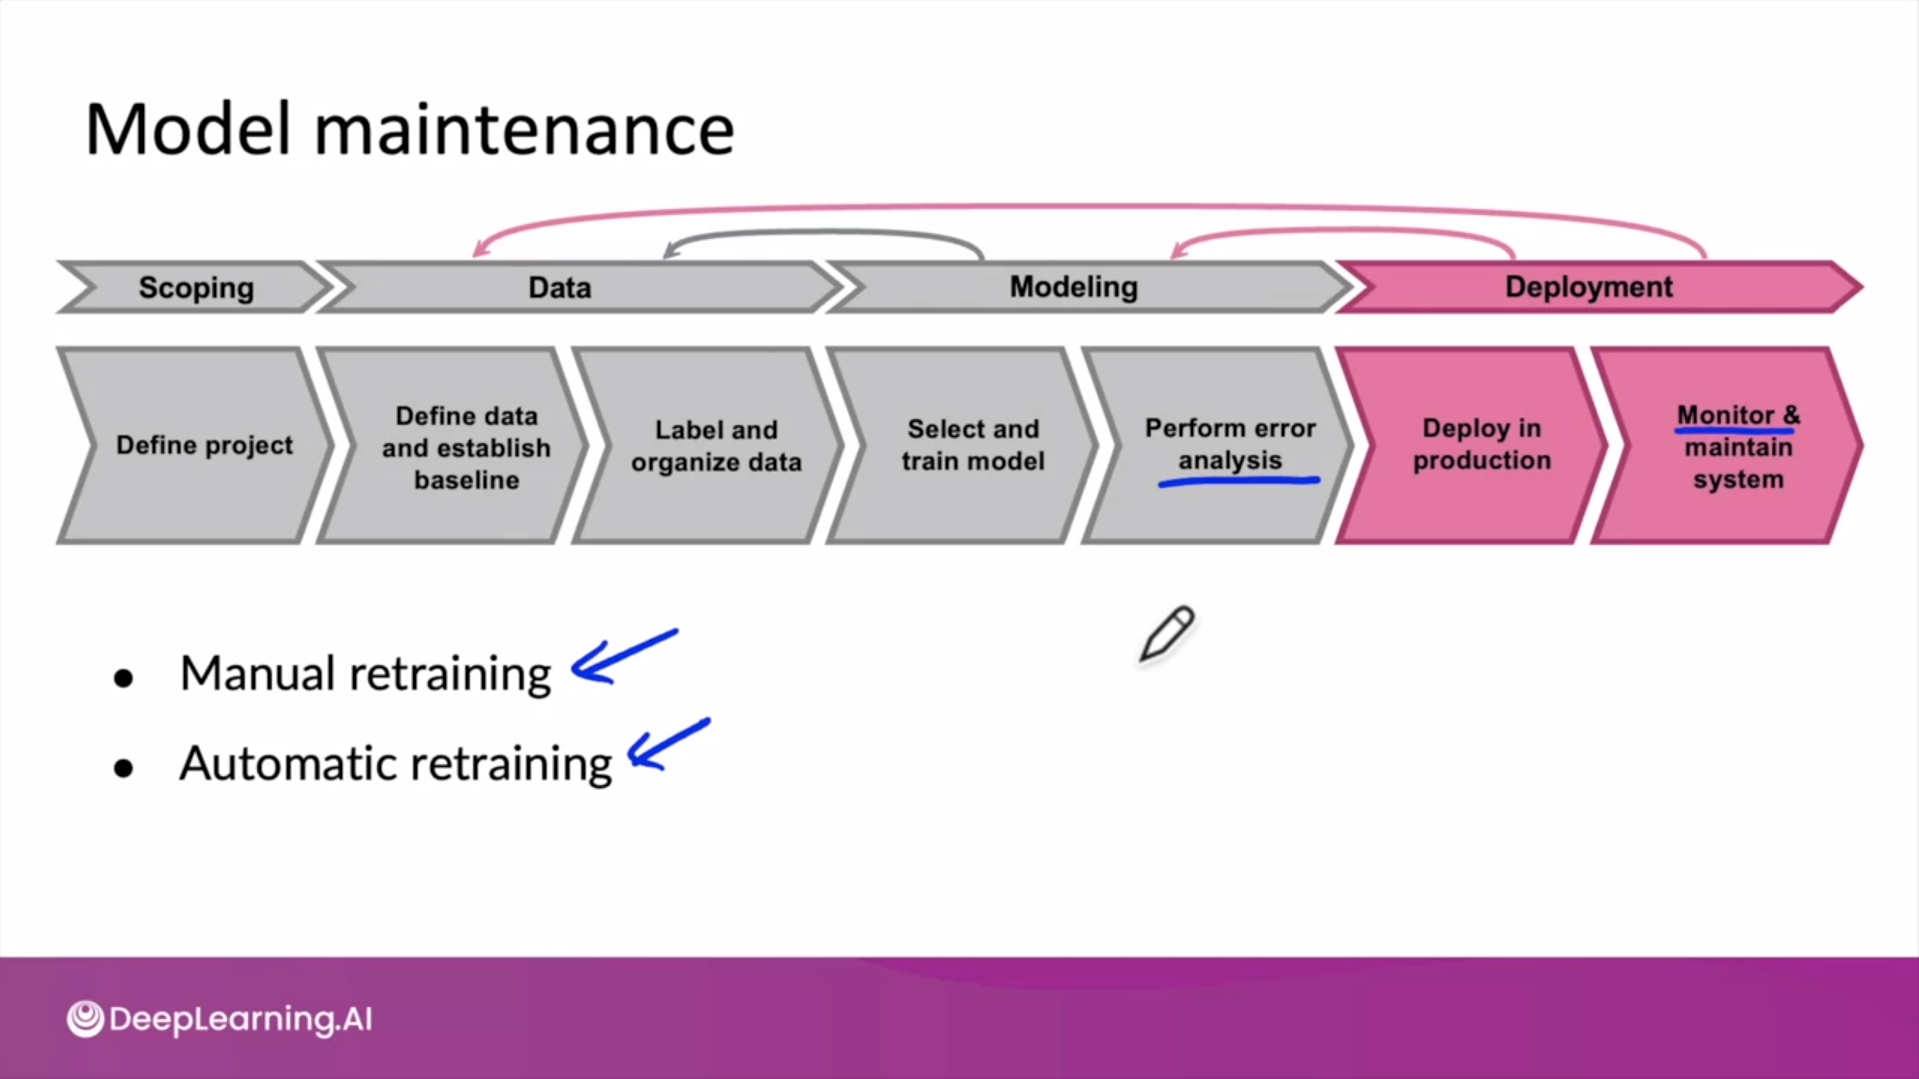 Model maintenance
Scoping
Data
Modeling
Deployment
Define project
Define data
and establish
baseline
Label and
organize data
Select and
train model
Perform error
analysis
Deploy in
production
Monitor &
maintain
system
• Manual retraining
• Automatic retraining
DeepLearning.AI